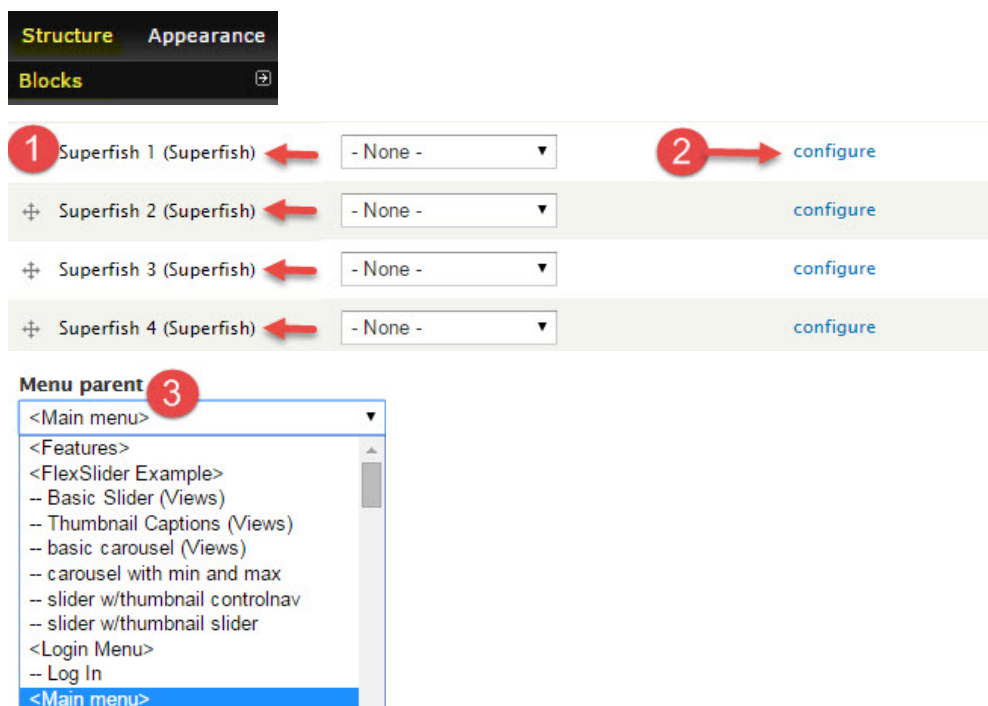 Structure Appearance
Blocks
1 Superfish 1 (Superfish) - None - 2 configure
Superfish 2 (Superfish) - None - configure
Superfish 3 (Superfish) - None - configure
Superfish 4 (Superfish) - None - configure
Menu parent 3
<Main menu>
<Features>
<FlexSlider Example>
-- Basic Slider (Views)
-- Thumbnail Captions (Views)
-- basic carousel (Views)
-- carousel with min and max
-- slider w/thumbnail controlnav
-- slider w/thumbnail slider
<Login Menu>
-- Log In
<Main menu>